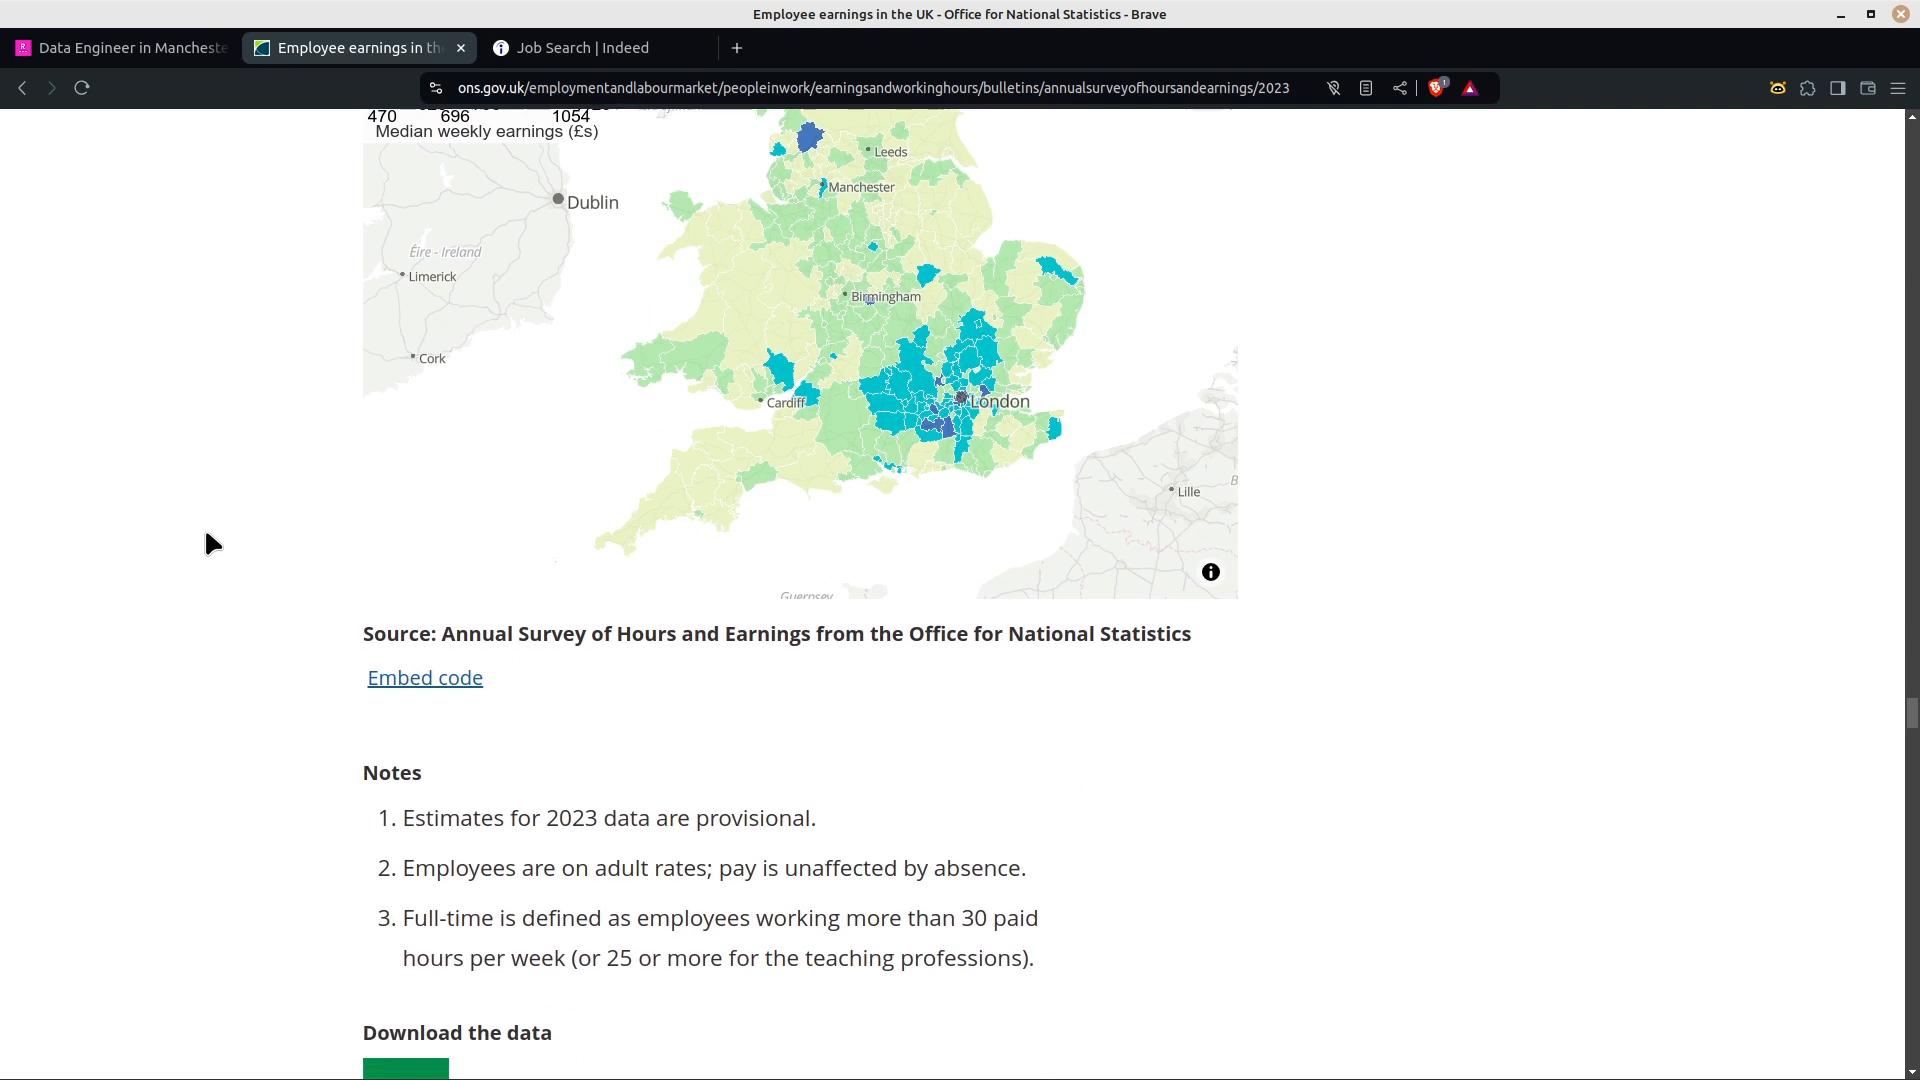 Employee earnings in the UK - Office for National Statistics - Brave
Data Engineer in Mancheste
Employee earnings in th
Job Search | Indeed
ons.gov.uk/employmentandlabourmarket/peopleinwork/earningsandworkinghours/bulletins/annualsurveyofhoursandearnings/2023
1
470 696 1054
Median weekly earnings (£s)
Leeds
Manchester
Dublin
Éire - Ireland
Limerick
Birmingham
Cork
Cardiff
London
Lille
B
Guernsey
Source: Annual Survey of Hours and Earnings from the Office for National Statistics
Embed code
Notes
1. Estimates for 2023 data are provisional.
2. Employees are on adult rates; pay is unaffected by absence.
3. Full-time is defined as employees working more than 30 paid
hours per week (or 25 or more for the teaching professions).
Download the data